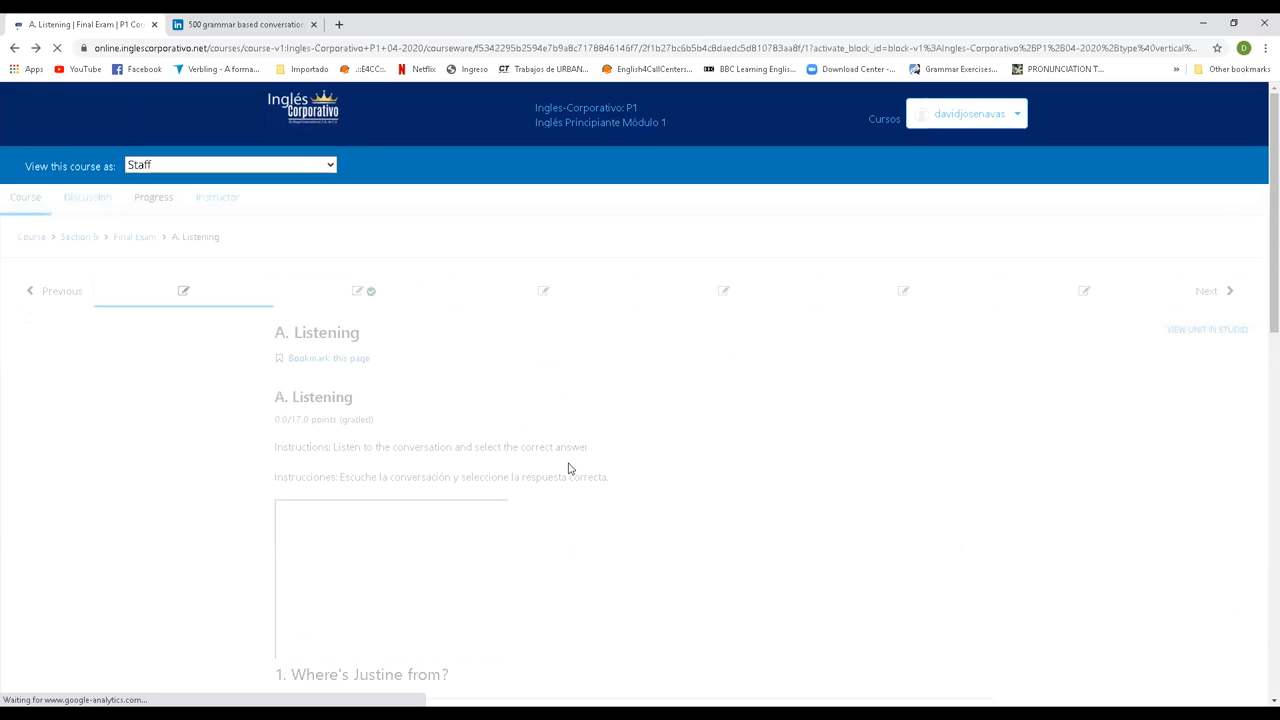 A. Listening | Final Exam | P1 Cou
500 grammar based conversation
online.inglescorporativo.net/courses/course-v1:Ingles-Corporativo+P1+04-2020/courseware/f5342295b2594e7b9a8c7178846146f7/2f1b27bc6b5b4c8daedc5d810783aa8f/1?activate_block_id=block-v1%3AIngles-Corporativo%2BP1%2B04-2020%2Btype%40vertical%...
D
Apps YouTube Facebook Verbling - A forma... Importado .::E4CC::. Netflix Ingreso Trabajos de URBAN... English4CallCenters... BBC Learning Englis... Download Center -... Grammar Exercises... PRONUNCIATION T... » Other bookmarks
Inglés
Corporativo
Ingles-Corporativo: P1
Inglés Principiante Módulo 1
Cursos
davidjosenavas
View this course as: Staff
Course Discussion Progress Instructor
Course > Section 5 > Final Exam > A. Listening
Previous
Next
A. Listening
VIEW UNIT IN STUDIO
Bookmark this page
A. Listening
0.0/17.0 points (graded)
Instructions: Listen to the conversation and select the correct answer
Instrucciones: Escuche la conversación y seleccione la respuesta correcta.
1. Where's Justine from?
Waiting for www.google-analytics.com...